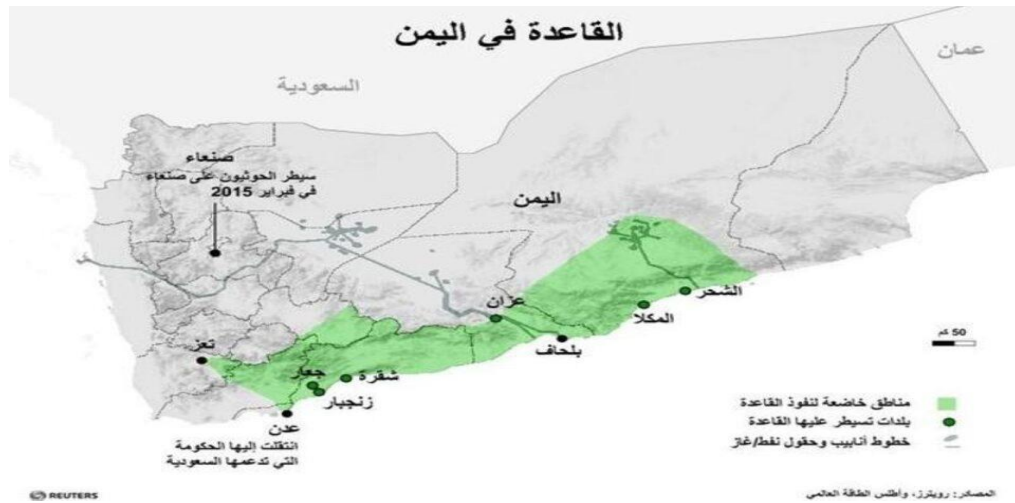 القاعدة في اليمن
عمان
السعودية
صنعاء
سيطر الحوثيون على صنعاء
في فبراير 2015
اليمن
الشحر
المكلا
عزان
بلحاف
تعز
جعار
شقرة
زنجبار
عدن
انتقلت إليها الحكومة
التي تدعمها السعودية
50 كم
مناطق خاضعة لنفوذ القاعدة
بلدات تسيطر عليها القاعدة
خطوط أنابيب وحقول نفط/غاز
المصادر: رويترز، وأطلس الطاقة العالمي
REUTERS